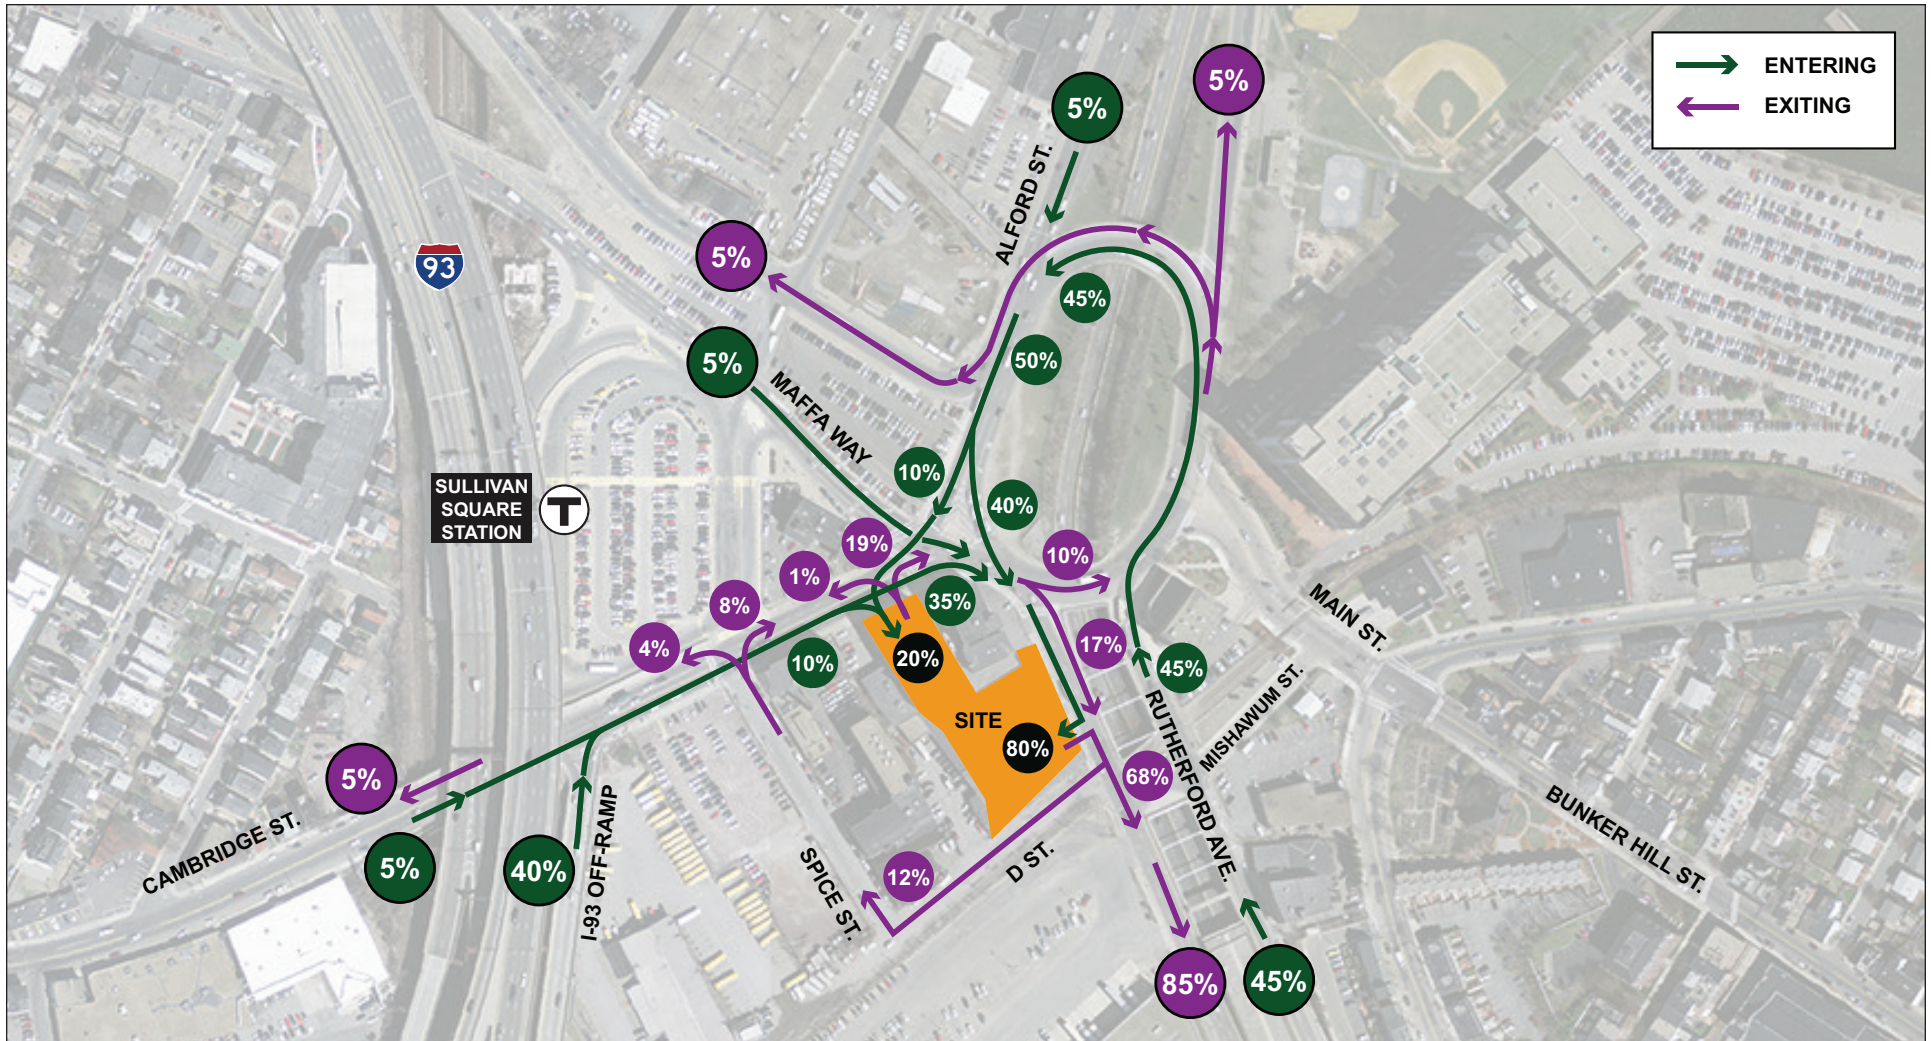 ENTERING
EXITING
5%
5%
ALFORD ST.
5%
93
45%
5%
50%
MAFFA WAY
10%
SULLIVAN
SQUARE
STATION
T
40%
19%
10%
1%
35%
8%
MAIN ST.
4%
10%
20%
17%
45%
MISHAWUM ST.
SITE
80%
RUTHERFORD AVE.
68%
5%
CAMBRIDGE ST.
5%
40%
I-93 OFF-RAMP
SPICE ST.
12%
D ST.
BUNKER HILL ST.
85%
45%